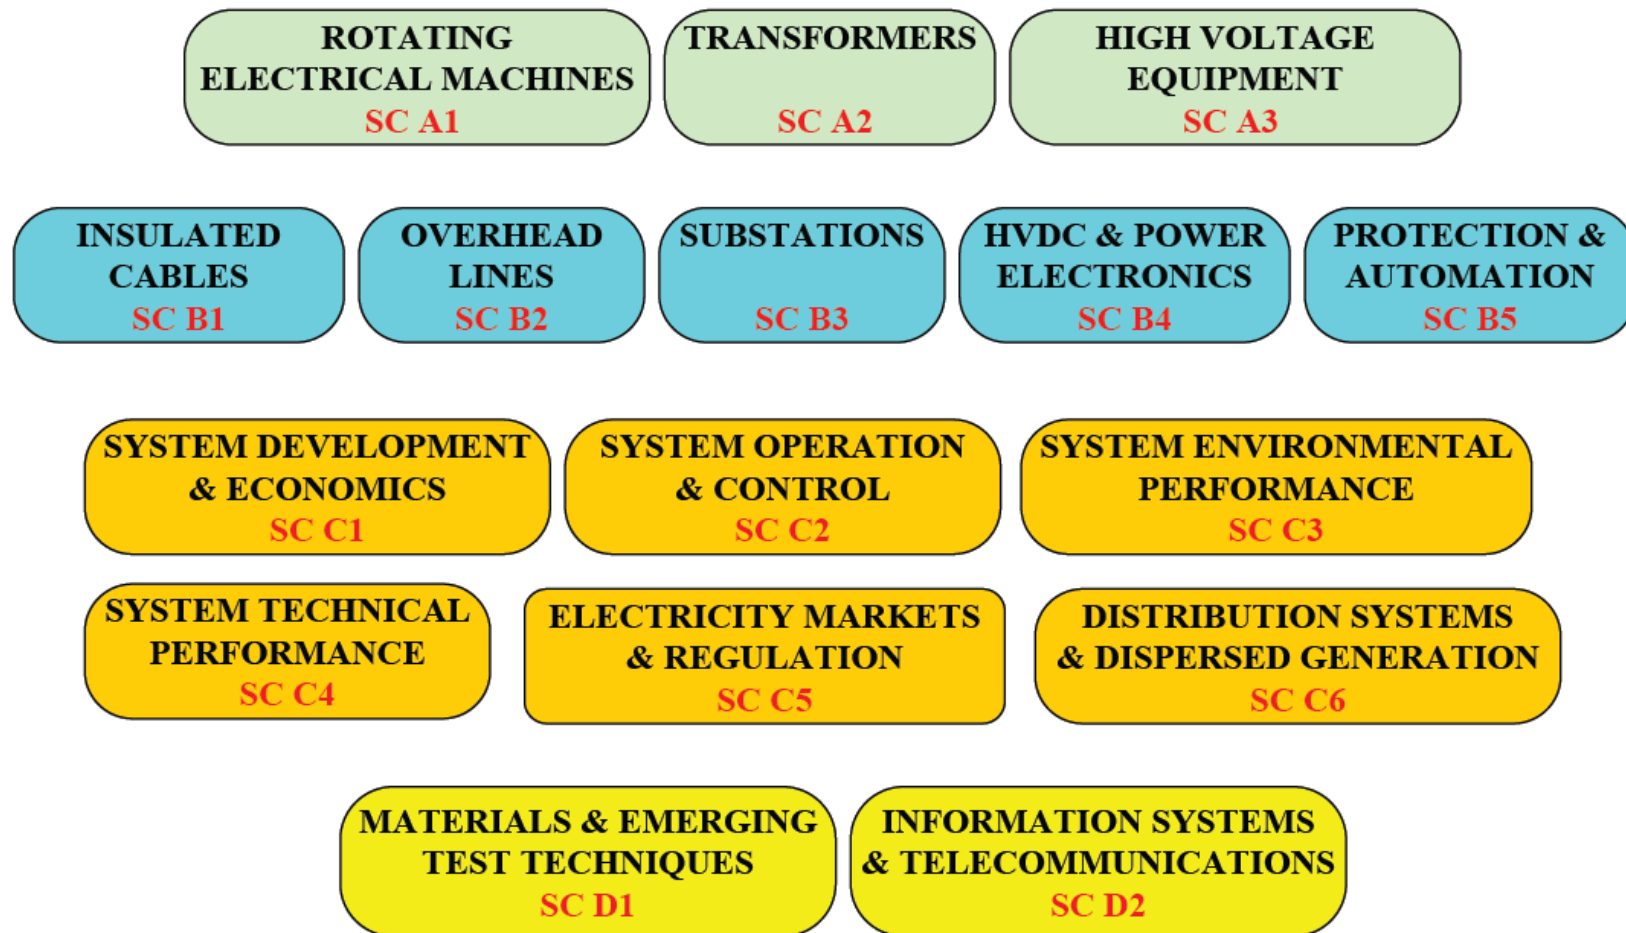 ROTATING
ELECTRICAL MACHINES
SC A1
TRANSFORMERS
SC A2
HIGH VOLTAGE
EQUIPMENT
SC A3
INSULATED
CABLES
SC B1
OVERHEAD
LINES
SC B2
SUBSTATIONS
SC B3
HVDC & POWER
ELECTRONICS
SC B4
PROTECTION &
AUTOMATION
SC B5
SYSTEM DEVELOPMENT
& ECONOMICS
SC C1
SYSTEM OPERATION
& CONTROL
SC C2
SYSTEM ENVIRONMENTAL
PERFORMANCE
SC C3
SYSTEM TECHNICAL
PERFORMANCE
SC C4
ELECTRICITY MARKETS
& REGULATION
SC C5
DISTRIBUTION SYSTEMS
& DISPERSED GENERATION
SC C6
MATERIALS & EMERGING
TEST TECHNIQUES
SC D1
INFORMATION SYSTEMS
& TELECOMMUNICATIONS
SC D2